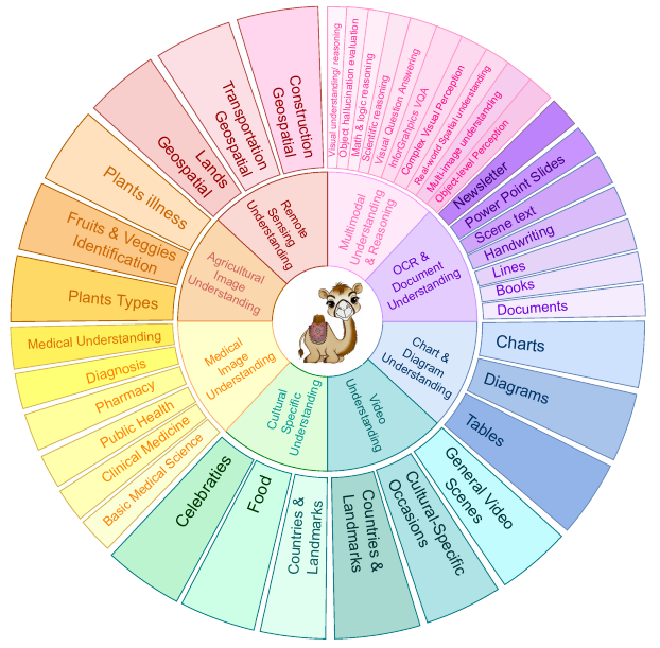 Visual understanding/ reasoning
Object hallucination evaluation
Math & logic reasoning
Scientific reasoning
Visual Question Answering
InforGrahpics VQA
Complex Visual Perception
Real-world Spatial understanding
Multi-image understanding
Object-level Perception
Newsletter
Power Point Slides
Scene text
Handwriting
Lines
Books
Documents
Charts
Diagrams
Tables
General Video
Scenes
Cultural-Specific
Occasions
Countries &
Landmarks
Countries &
Landmarks
Food
Celebraties
Basic Medical Science
Clinical Medicine
Public Health
Pharmacy
Diagnosis
Medical Understanding
Plants Types
Fruits & Veggies
Identification
Plants illness
Lands
Geospatial
Transportation
Geospatial
Construction
Geospatial
Multimodal
Understanding
& Reasoning
OCR &
Document
Understanding
Chart &
Diagram
Understanding
Video
Understanding
Cultural
Specific
Understanding
Medical
Image
Understanding
Agricultural
Image
Understanding
Remote
Sensing
Understanding